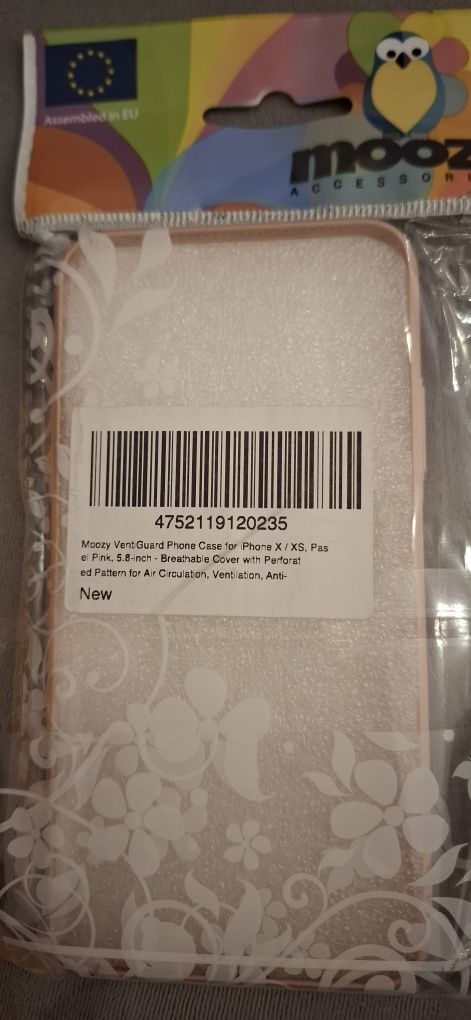 Assembled in EU
mooz
ACCESSORI
4752119120235
Moozy VentiGuard Phone Case for iPhone X / XS, Pas
el Pink, 5.8-inch - Breathable Cover with Perforat
ed Pattern for Air Circulation, Ventilation, Anti-
New